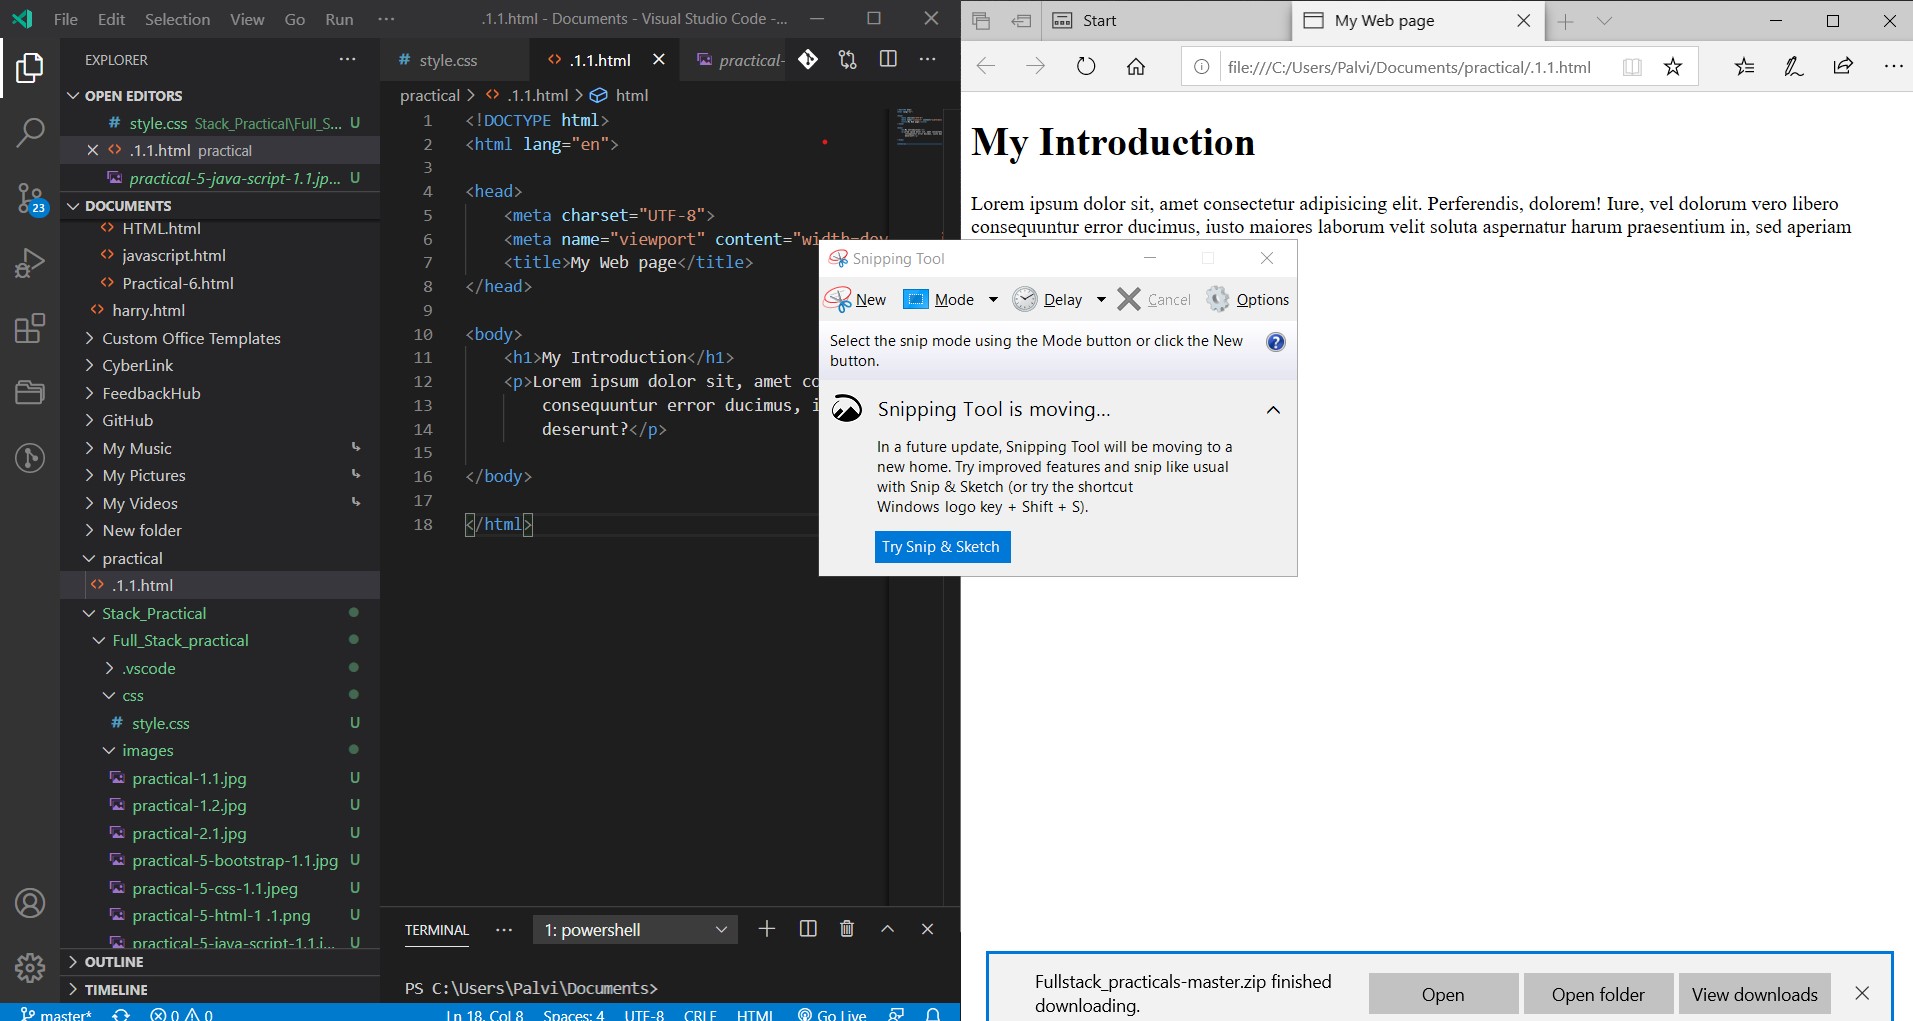 File Edit Selection View Go Run ··· .1.1.html - Documents - Visual Studio Code -...
EXPLORER ···
OPEN EDITORS
# style.css Stack_Practical\Full_S... U
.1.1.html practical
practical-5-java-script-1.1.jp... U
DOCUMENTS
HTML.html
javascript.html
Practical-6.html
harry.html
Custom Office Templates
CyberLink
FeedbackHub
GitHub
My Music
My Pictures
My Videos
New folder
practical
.1.1.html
Stack_Practical
Full_Stack_practical
.vscode
css
# style.css U
images
practical-1.1.jpg U
practical-1.2.jpg U
practical-2.1.jpg U
practical-5-bootstrap-1.1.jpg U
practical-5-css-1.1.jpeg U
practical-5-html-1 .1.png U
practical-5-java-script-1.1.j... U
OUTLINE
TIMELINE
23
# style.css <> .1.1.html practical- ···
practical > <> .1.1.html > html
1 <!DOCTYPE html>
2 <html lang="en">
3
4 <head>
5 <meta charset="UTF-8">
6 <meta name="viewport" content="width=dev
7 <title>My Web page</title>
8 </head>
9
10 <body>
11 <h1>My Introduction</h1>
12 <p>Lorem ipsum dolor sit, amet co
13 consequuntur error ducimus, i
14 deserunt?</p>
15
16 </body>
17
18 </html>
TERMINAL ··· 1: powershell
PS C:\Users\Palvi\Documents>
master* 0 0 Ln 18, Col 8 Spaces: 4 UTF-8 CRLF HTML Go Live
Start My Web page
file:///C:/Users/Palvi/Documents/practical/.1.1.html
My Introduction
Lorem ipsum dolor sit, amet consectetur adipisicing elit. Perferendis, dolorem! Iure, vel dolorum vero libero
consequuntur error ducimus, iusto maiores laborum velit soluta aspernatur harum praesentium in, sed aperiam
Snipping Tool
New Mode Delay Cancel Options
Select the snip mode using the Mode button or click the New
button.
Snipping Tool is moving...
In a future update, Snipping Tool will be moving to a
new home. Try improved features and snip like usual
with Snip & Sketch (or try the shortcut
Windows logo key + Shift + S).
Try Snip & Sketch
Fullstack_practicals-master.zip finished
downloading.
Open Open folder View downloads